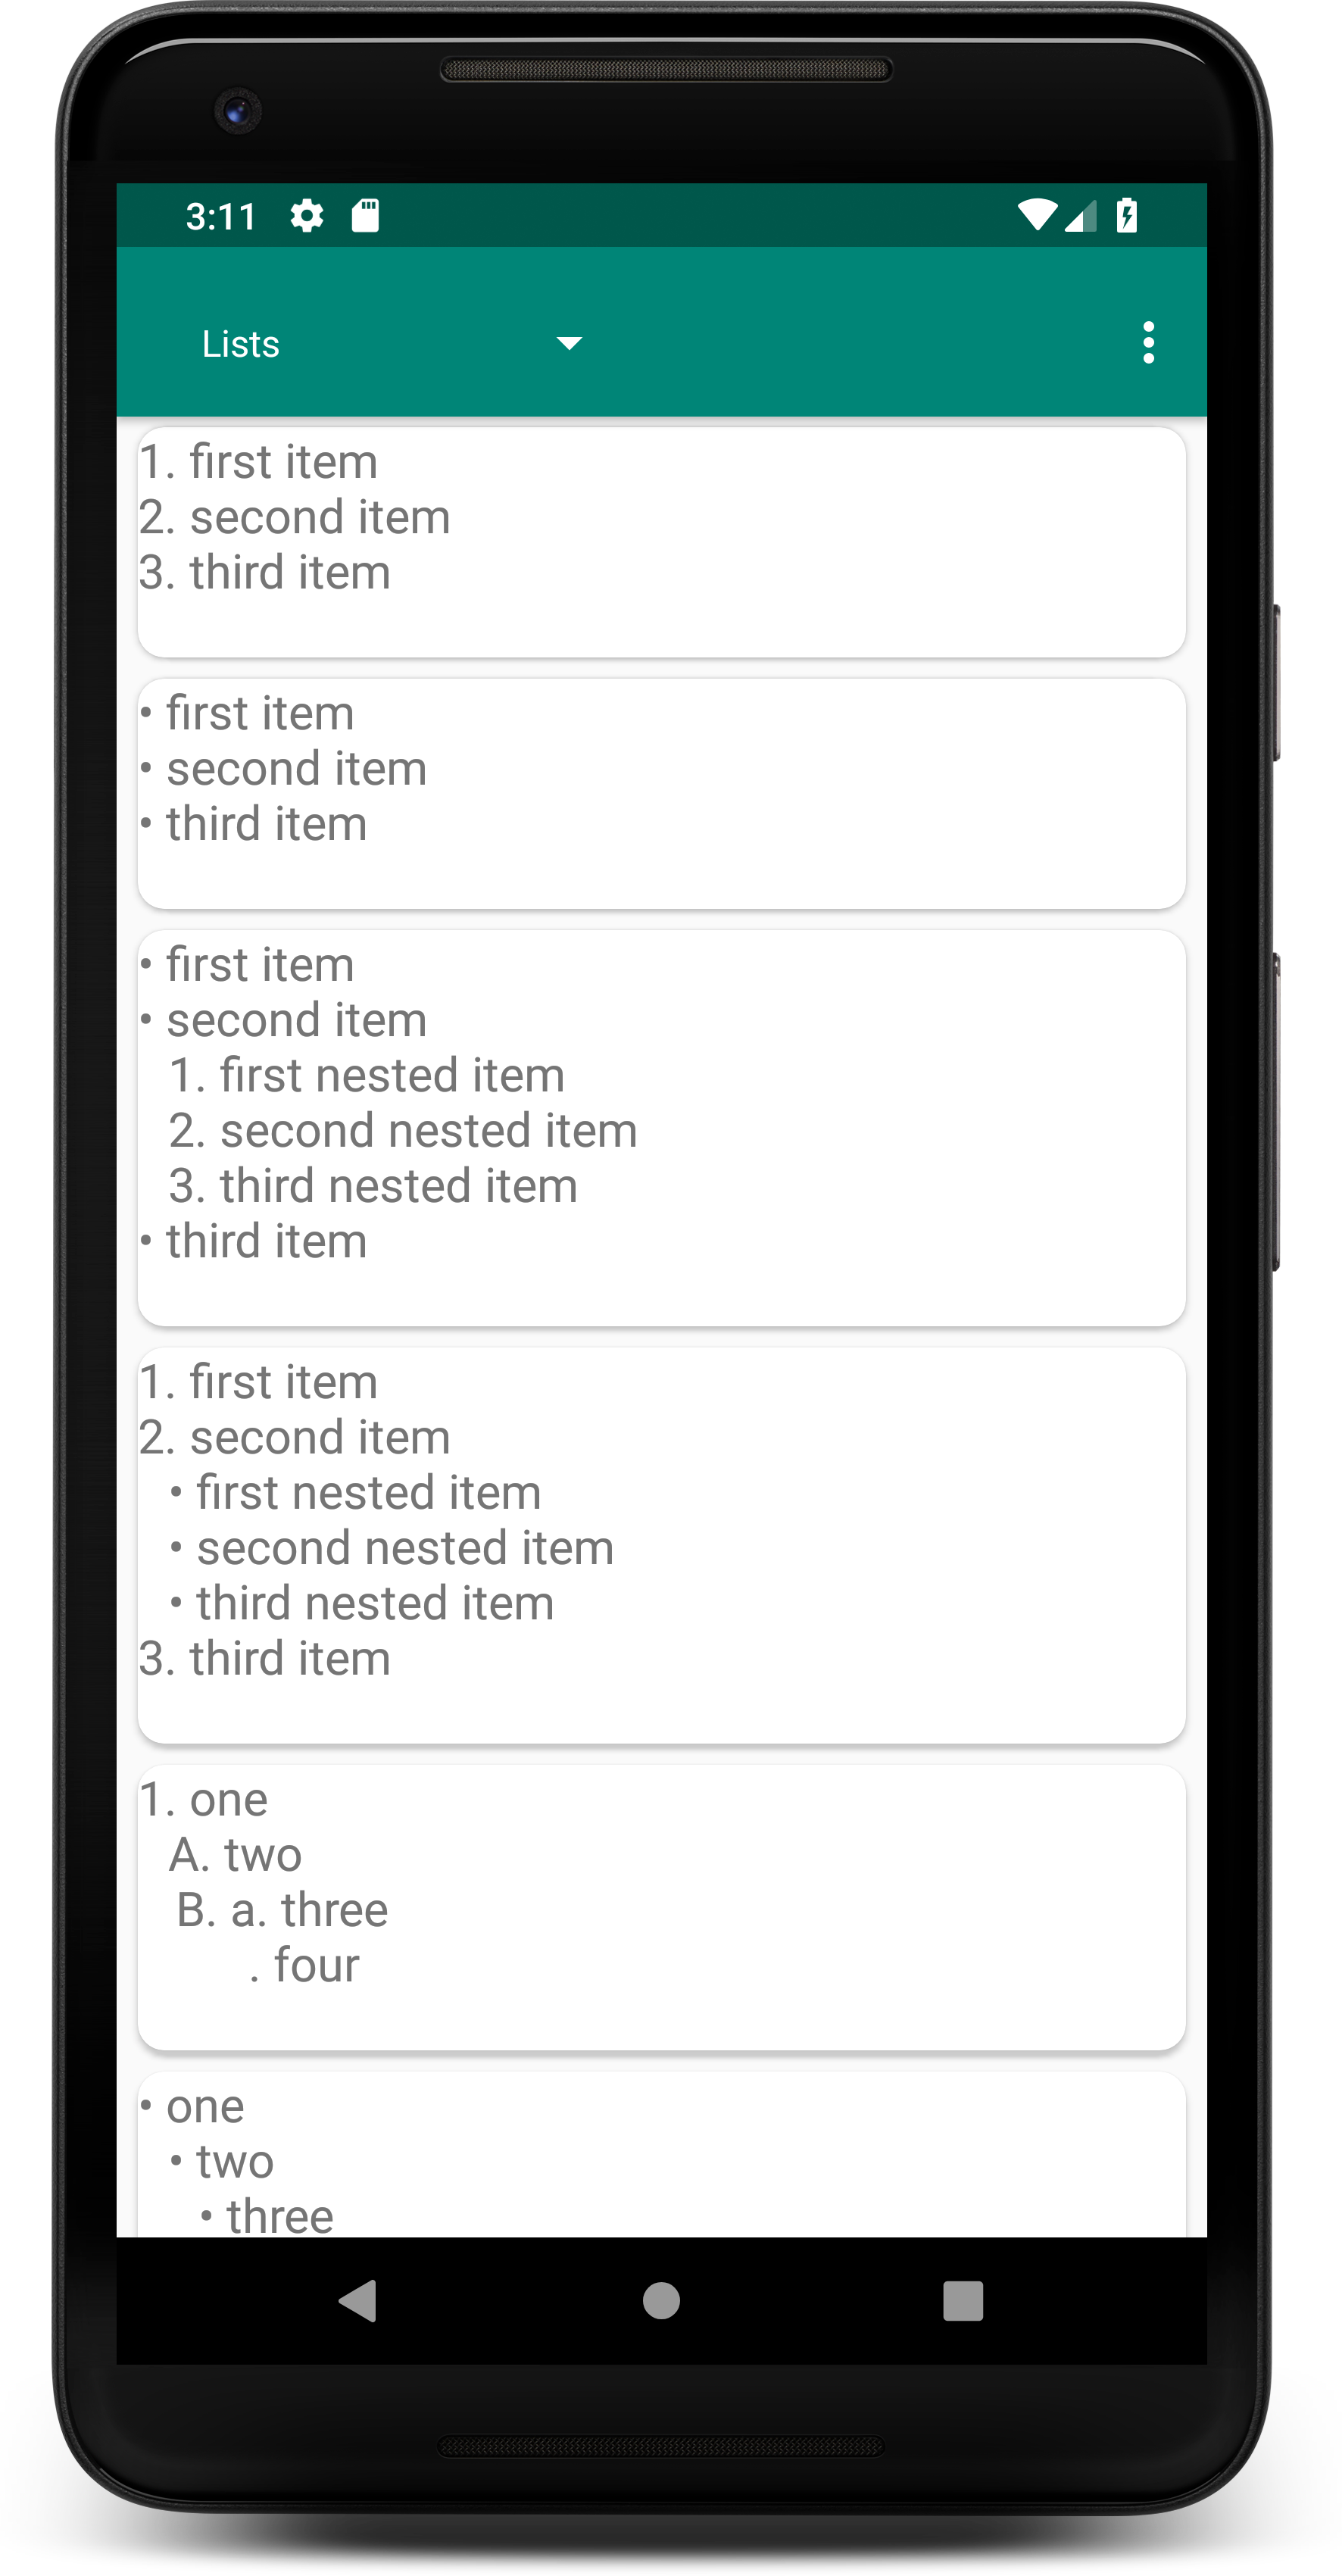 3:11
Lists
1. first item
2. second item
3. third item
• first item
• second item
• third item
• first item
• second item
1. first nested item
2. second nested item
3. third nested item
• third item
1. first item
2. second item
• first nested item
• second nested item
• third nested item
3. third item
1. one
A. two
B. a. three
. four
• one
• two
• three